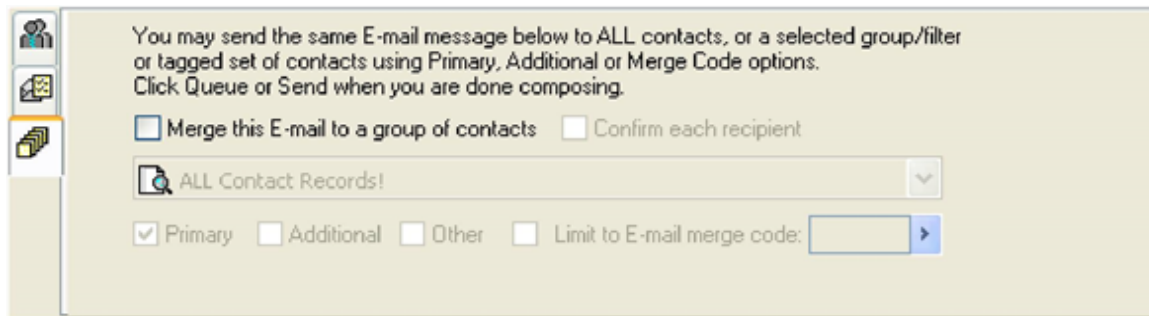 You may send the same E-mail message below to ALL contacts, or a selected group/filter
or tagged set of contacts using Primary, Additional or Merge Code options.
Click Queue or Send when you are done composing.
Merge this E-mail to a group of contacts Confirm each recipient
ALL Contact Records!
Primary Additional Other Limit to E-mail merge code: